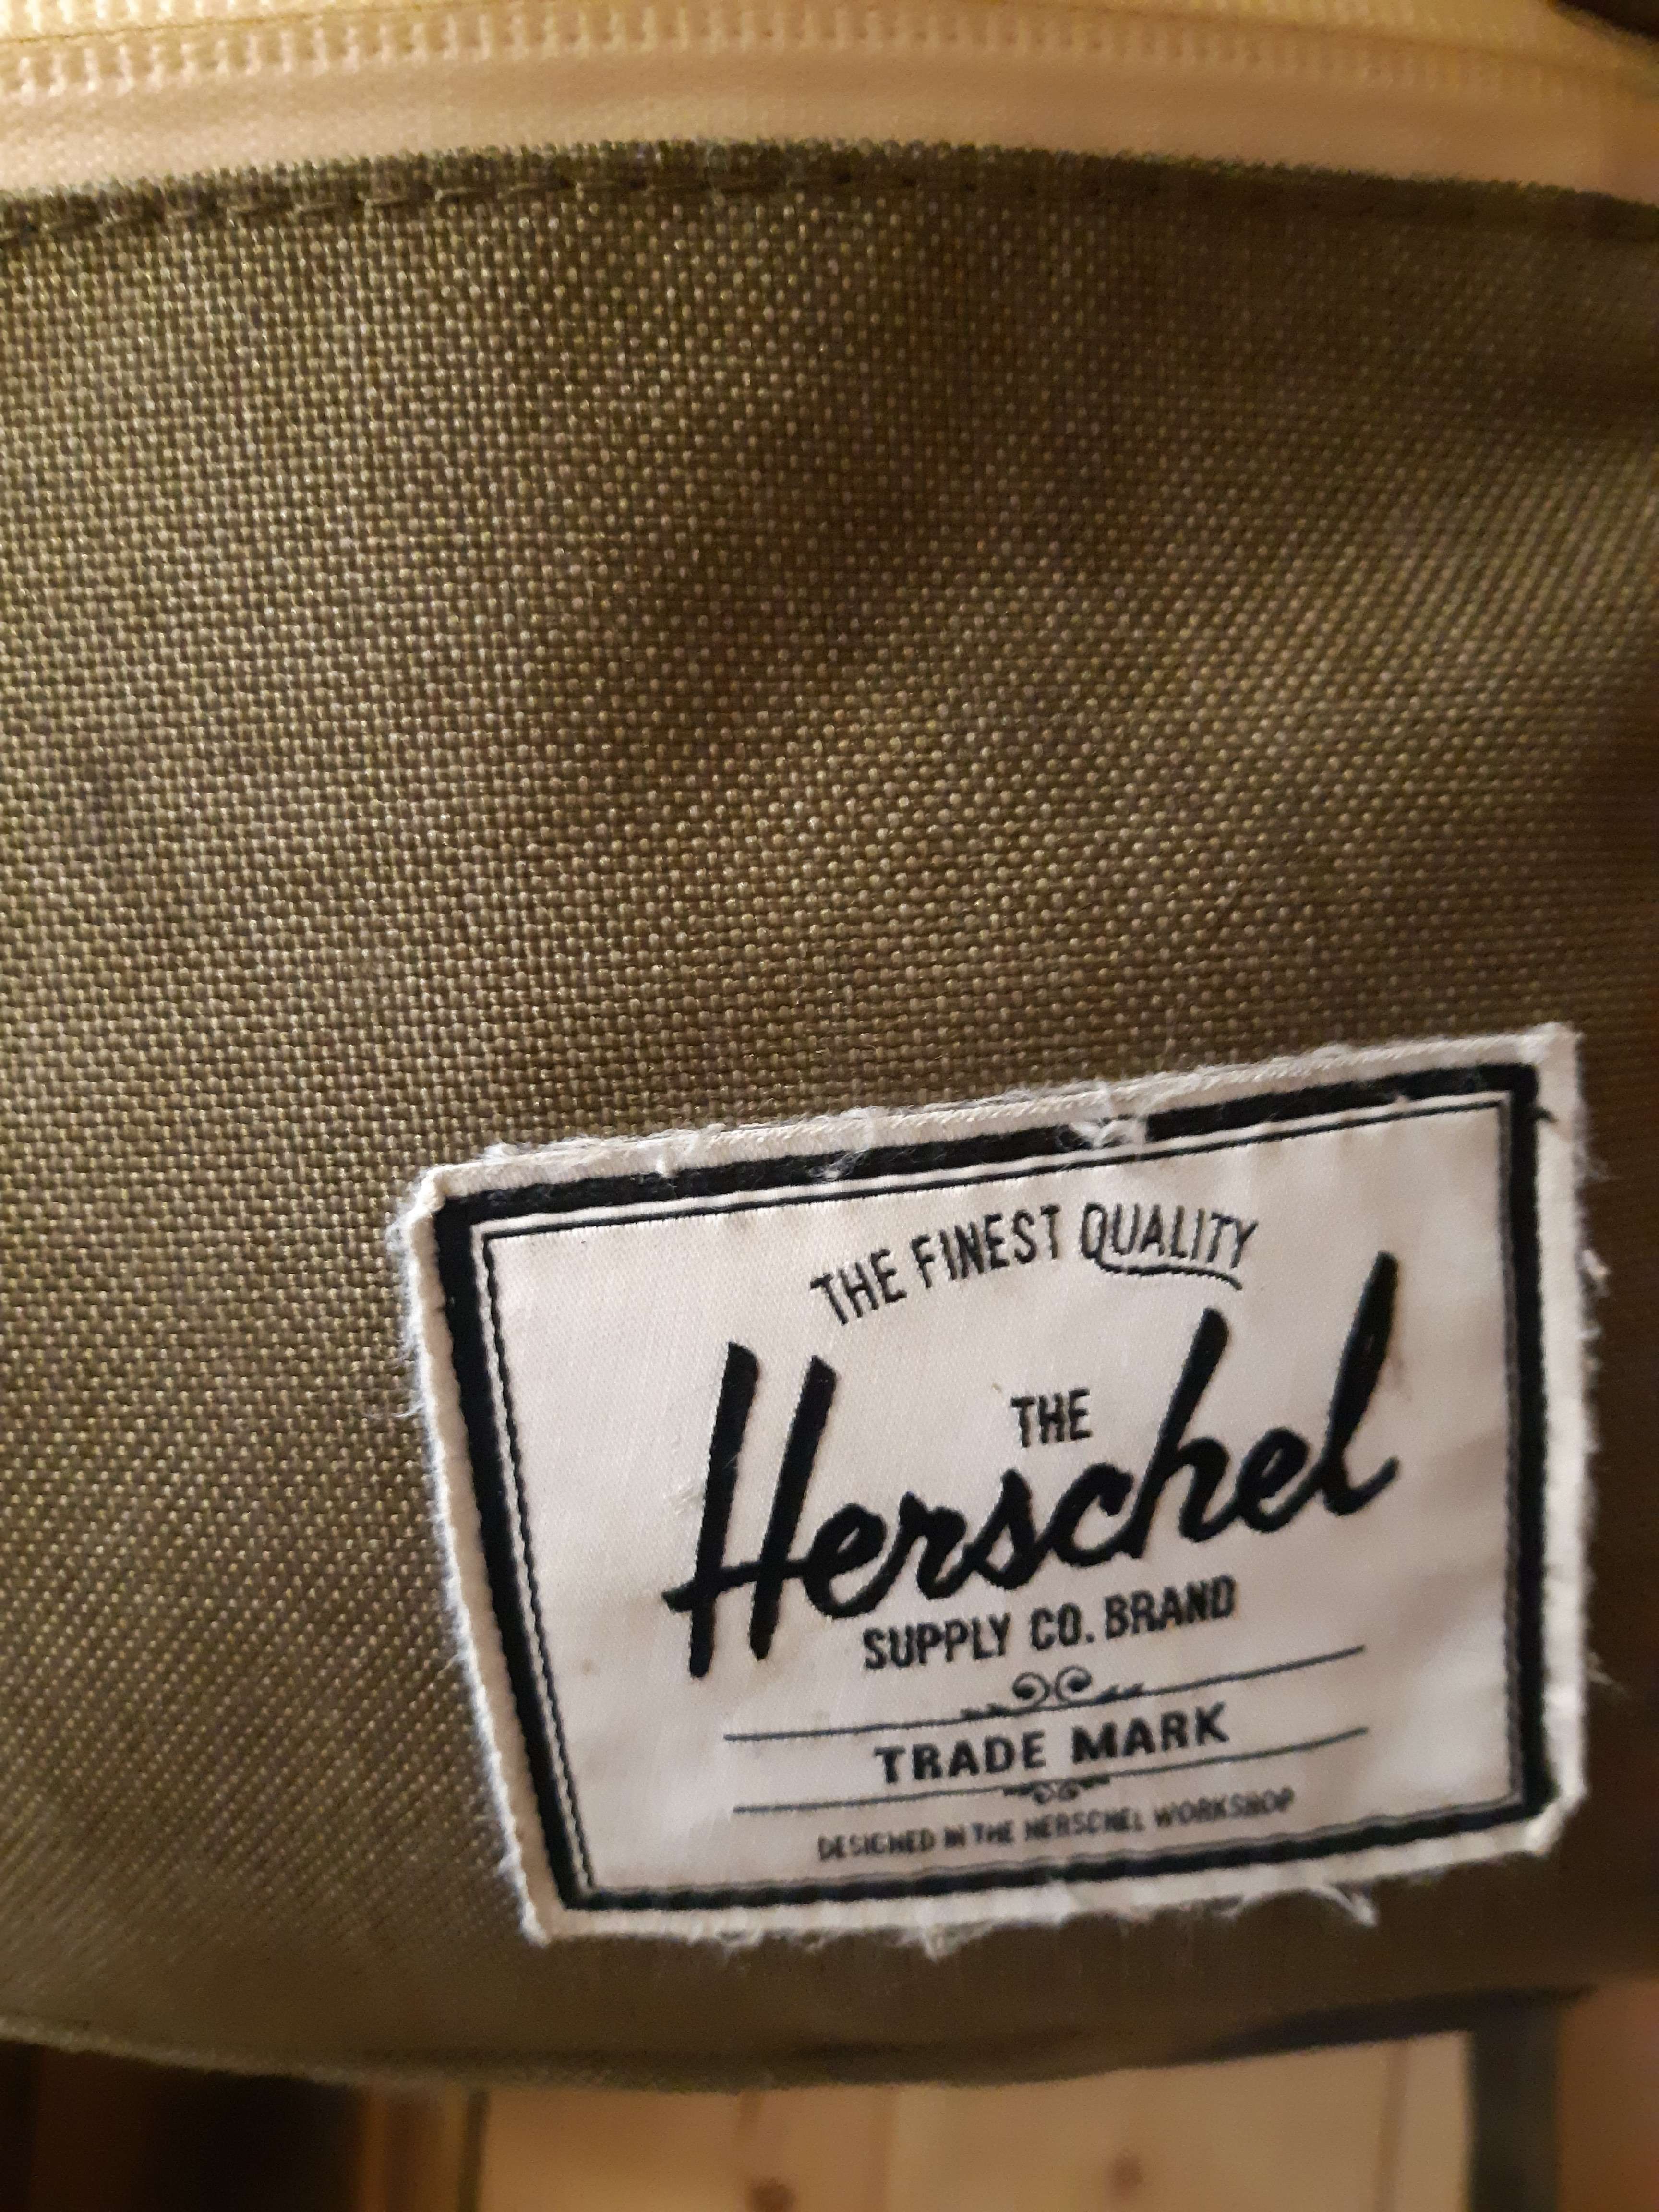 THE FINEST QUALITY
THE
Herschel
SUPPLY CO. BRAND
TRADE MARK
DESIGNED IN THE HERSCHEL WORKSHOP